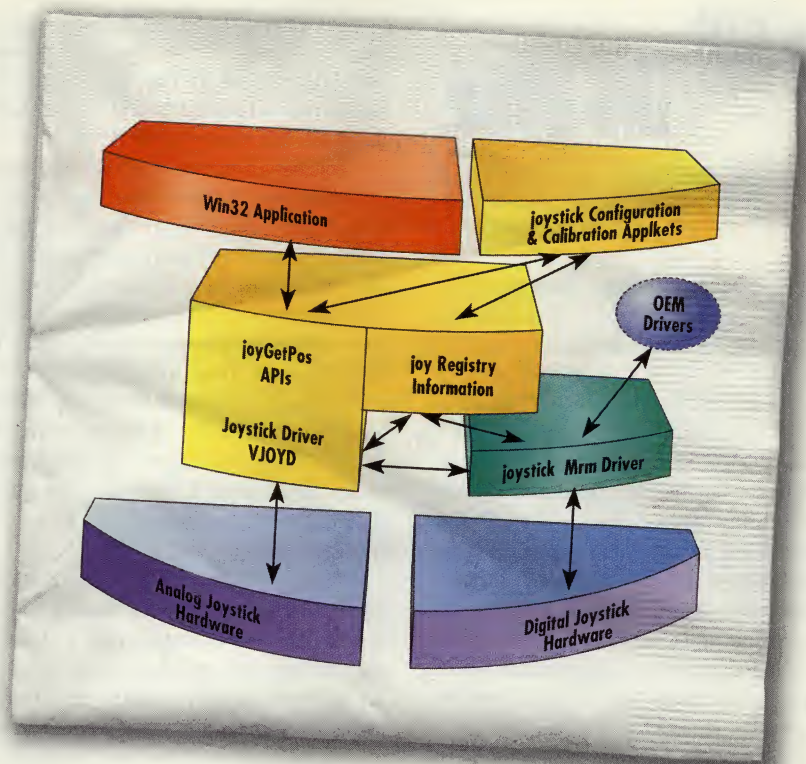 Win32 Application
joystick Configuration
& Calibration Applkets
OEM
Drivers
joyGetPos
APIs
joy Registry
Information
Joystick Driver
VJOYD
joystick Mrm Driver
Analog Joystick
Hardware
Digital Joystick
Hardware